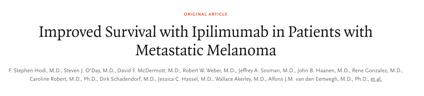 ORIGINAL ARTICLE
Improved Survival with Ipilimumab in Patients with
Metastatic Melanoma
F. Stephen Hodi, M.D., Steven J. O'Day, M.D., David F. McDermott, M.D., Robert W. Weber, M.D., Jeffrey A. Sosman, M.D., John B. Haanen, M.D., Rene Gonzalez, M.D.,
Caroline Robert, M.D., Ph.D., Dirk Schadendorf, M.D., Jessica C. Hassel, M.D., Wallace Akerley, M.D., Alfons J.M. van den Eertwegh, M.D., Ph.D., et al.